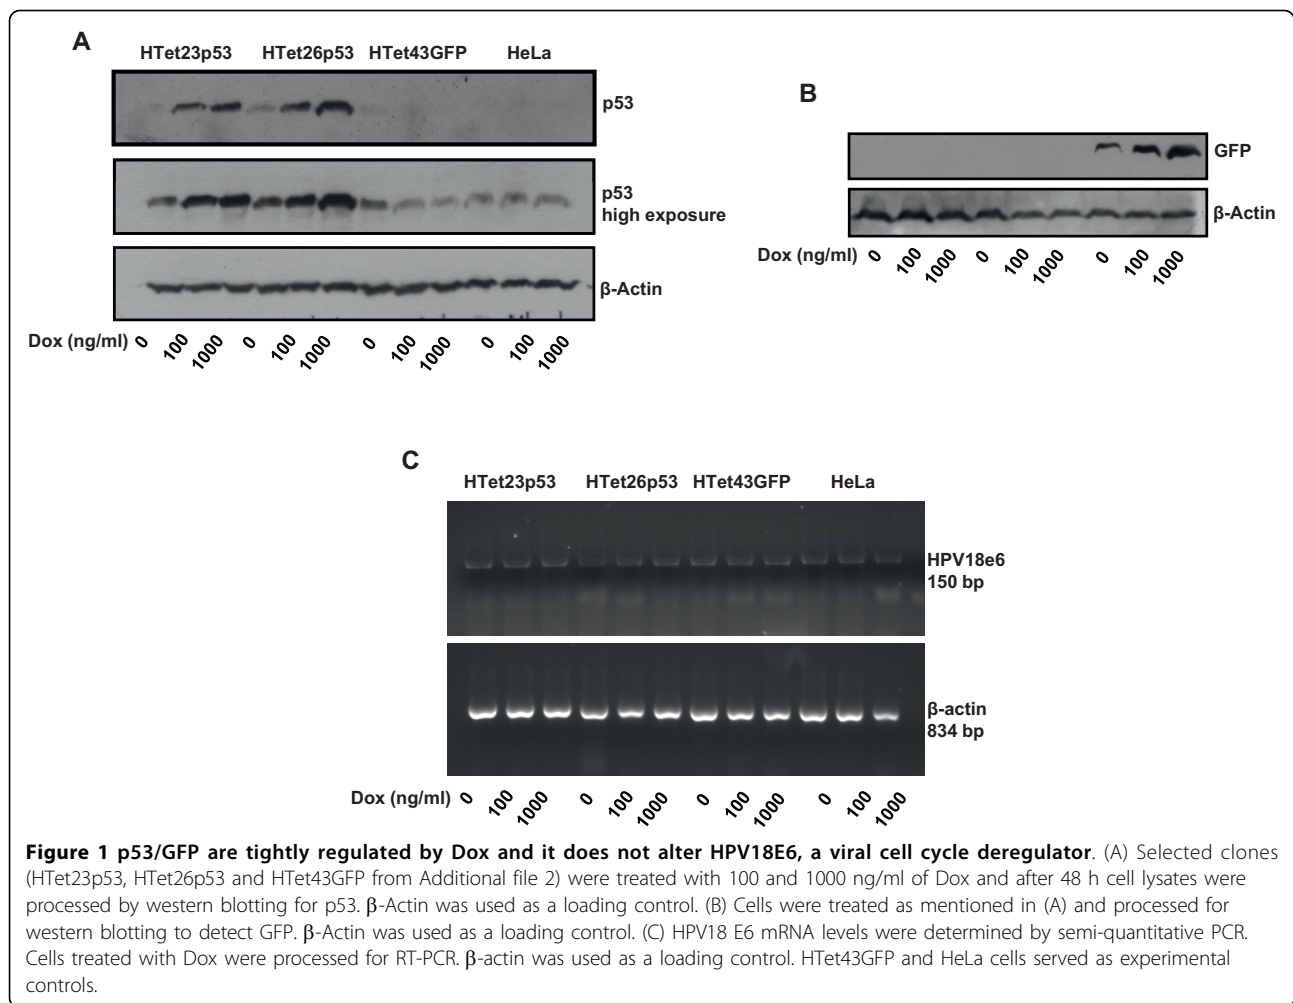 A
HTet23p53 HTet26p53 HTet43GFP HeLa
p53
p53
high exposure
β-Actin
Dox (ng/ml) 0 100 1000 0 100 1000 0 100 1000 0 100 1000
B
GFP
β-Actin
Dox (ng/ml) 0 100 1000 0 100 1000 0 100 1000
C
HTet23p53 HTet26p53 HTet43GFP HeLa
HPV18e6
150 bp
β-actin
834 bp
Dox (ng/ml) 0 100 1000 0 100 1000 0 100 1000 0 100 1000
Figure 1 p53/GFP are tightly regulated by Dox and it does not alter HPV18E6, a viral cell cycle deregulator. (A) Selected clones
(HTet23p53, HTet26p53 and HTet43GFP from Additional file 2) were treated with 100 and 1000 ng/ml of Dox and after 48 h cell lysates were
processed by western blotting for p53. β-Actin was used as a loading control. (B) Cells were treated as mentioned in (A) and processed for
western blotting to detect GFP. β-Actin was used as a loading control. (C) HPV18 E6 mRNA levels were determined by semi-quantitative PCR.
Cells treated with Dox were processed for RT-PCR. β-actin was used as a loading control. HTet43GFP and HeLa cells served as experimental
controls.